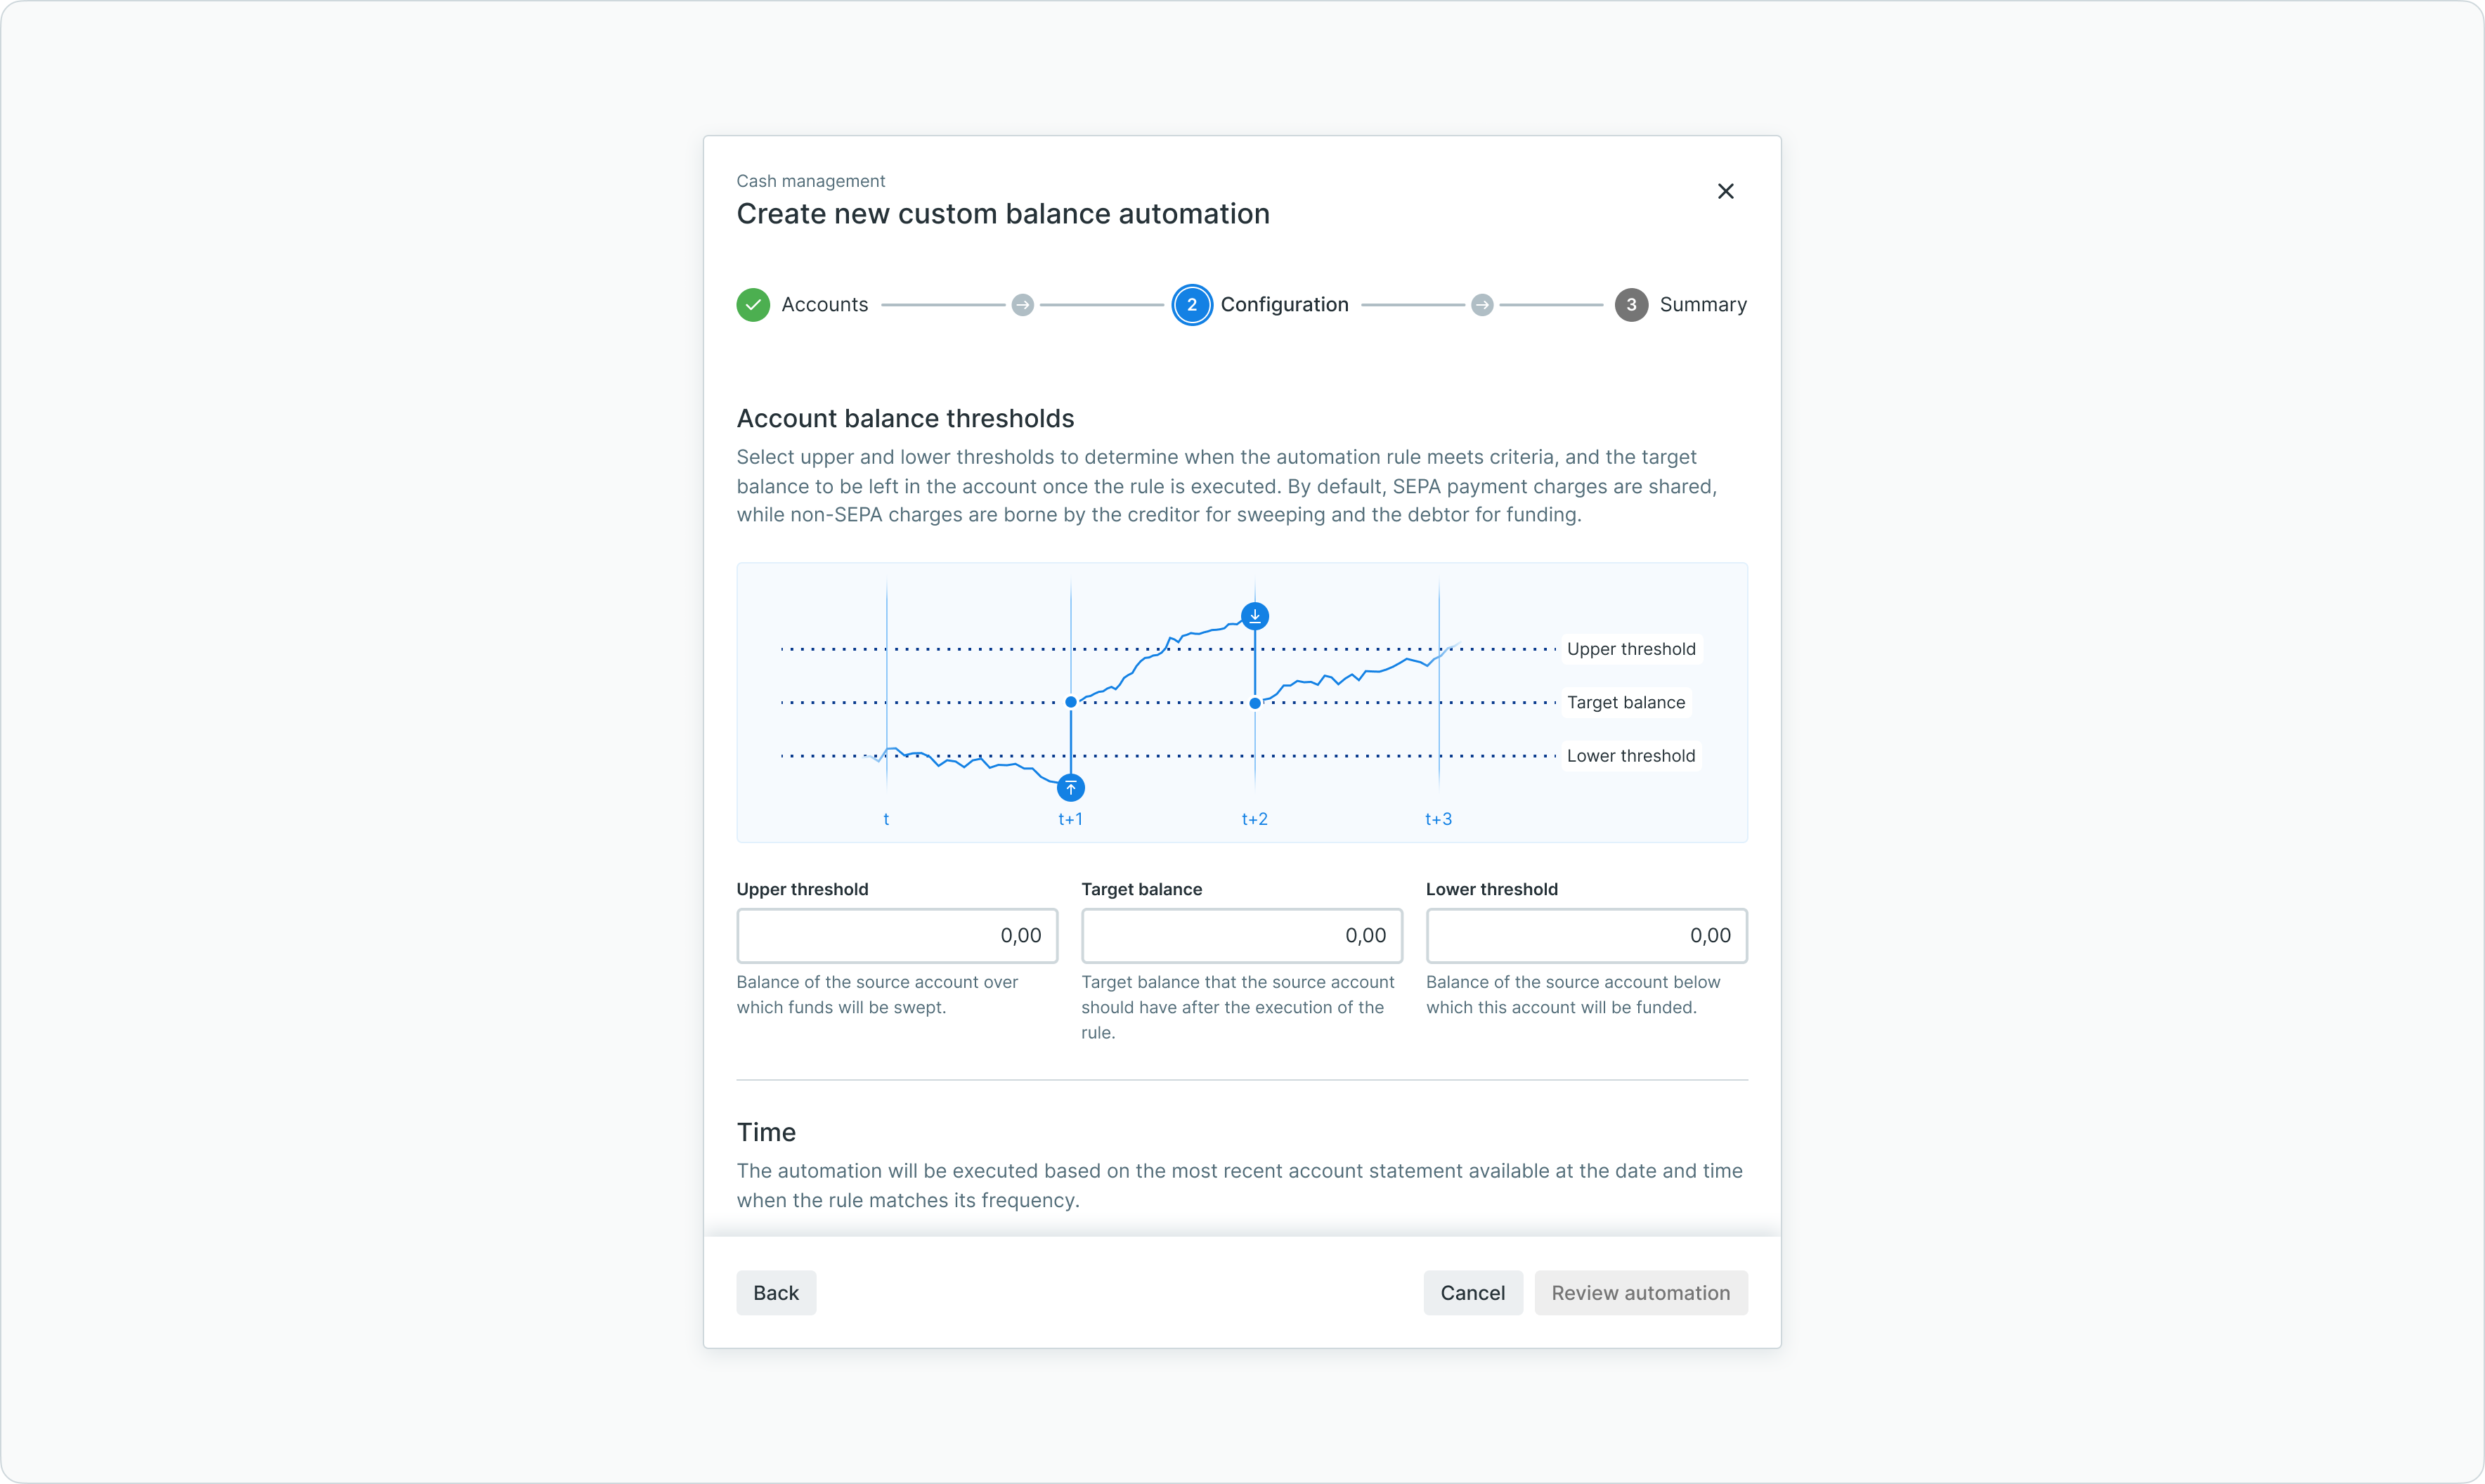 Cash management
Create new custom balance automation
Accounts
2 Configuration
3 Summary
Account balance thresholds
Select upper and lower thresholds to determine when the automation rule meets criteria, and the target
balance to be left in the account once the rule is executed. By default, SEPA payment charges are shared,
while non-SEPA charges are borne by the creditor for sweeping and the debtor for funding.
Upper threshold
Target balance
Lower threshold
t t+1 t+2 t+3
Upper threshold
0,00
Balance of the source account over
which funds will be swept.
Target balance
0,00
Target balance that the source account
should have after the execution of the
rule.
Lower threshold
0,00
Balance of the source account below
which this account will be funded.
Time
The automation will be executed based on the most recent account statement available at the date and time
when the rule matches its frequency.
Back
Cancel
Review automation